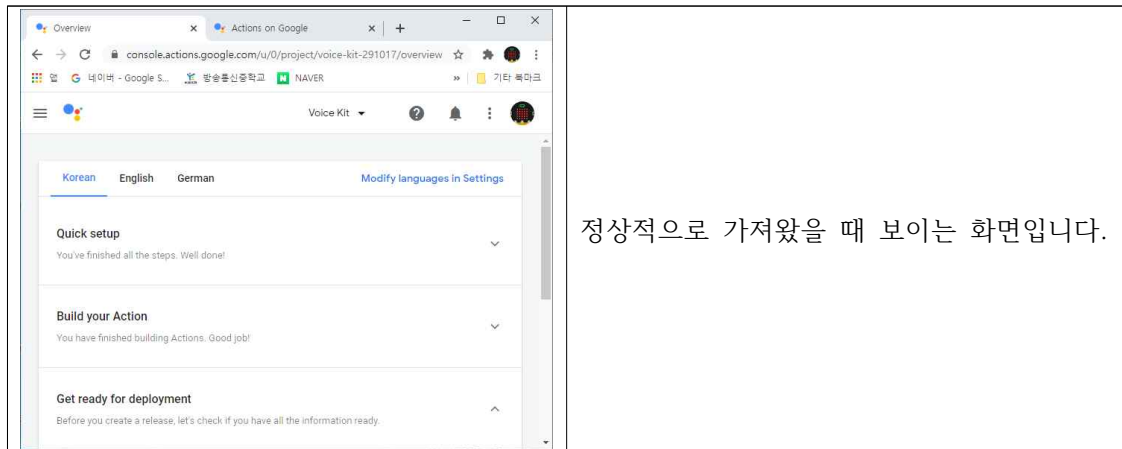 Overview
Actions on Google
console.actions.google.com/u/0/project/voice-kit-291017/overview
앱 네이버 - Google S... 방송통신중학교 NAVER » 기타 북마크
Voice Kit
Korean English German Modify languages in Settings
Quick setup
You've finished all the steps. Well done!
Build your Action
You have finished building Actions. Good job!
Get ready for deployment
Before you create a release, let's check if you have all the information ready.
정상적으로 가져왔을 때 보이는 화면입니다.